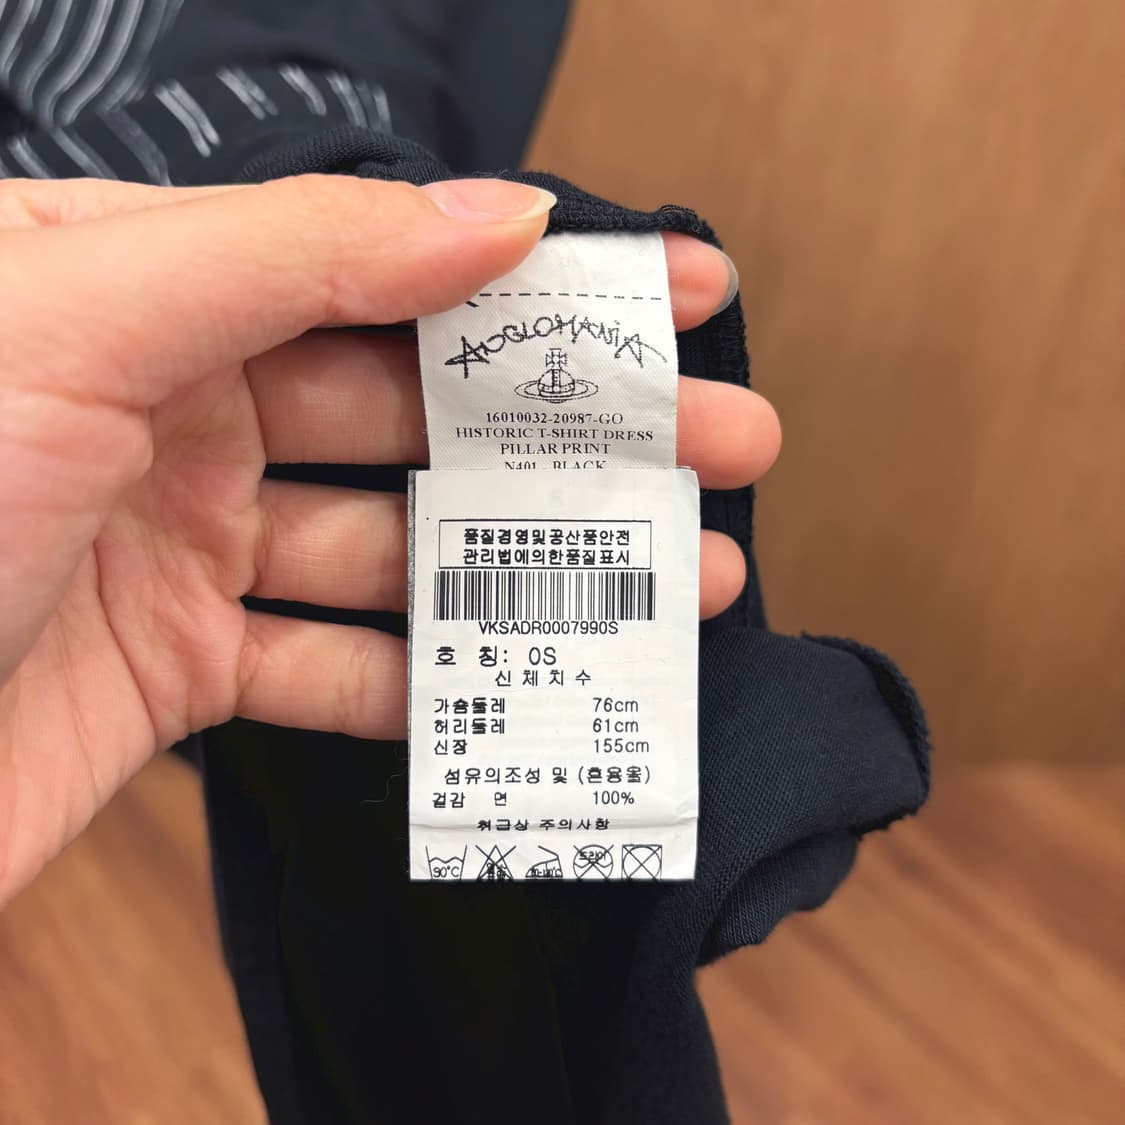 ANGLOMANIA
16010032-20987-GO
HISTORIC T-SHIRT DRESS
PILLAR PRINT
N401 - BLACK
품질경영및공산품안전
관리법에의한품질표시
VKSADR0007990S
호 칭: 0S
신체치수
가슴둘레 76cm
허리둘레 61cm
신장 155cm
섬유의조성 및 (혼용율)
겉감 면 100%
취급상 주의사항
드라이